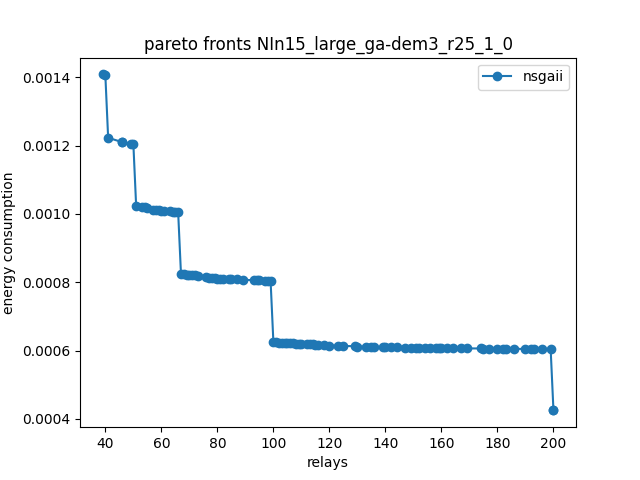 pareto fronts NIn15_large_ga-dem3_r25_1_0
nsgaii
0.0014
0.0012
0.0010
0.0008
0.0006
0.0004
energy consumption
40 60 80 100 120 140 160 180 200
relays